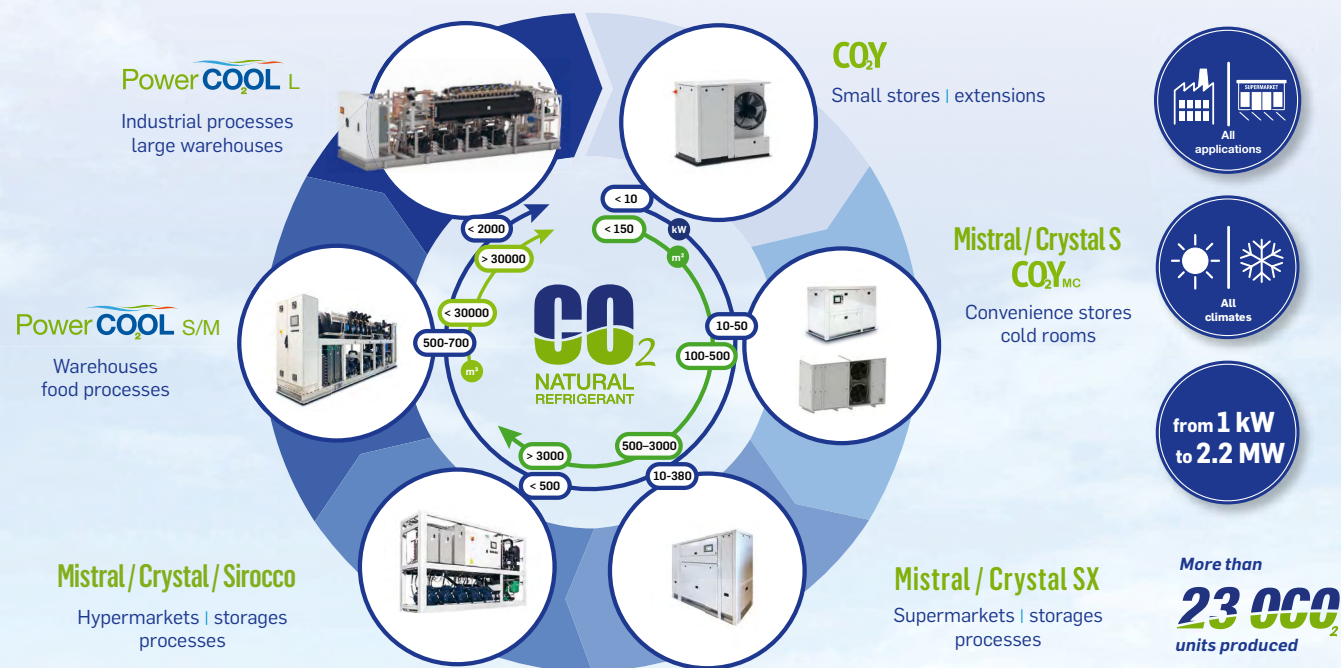 PowerCO₂OL L
Industrial processes
large warehouses
CO₂Y
Small stores | extensions
SUPERMARKET
All
applications
< 10
kW
< 150
m³
< 2000
> 30000
Mistral / Crystal S
CO₂Y MC
Convenience stores
cold rooms
All
climates
PowerCO₂OL S/M
Warehouses
food processes
< 30000
500-700
m³
CO₂
NATURAL
REFRIGERANT
10-50
100-500
from 1 kW
to 2.2 MW
> 3000
< 500
500–3000
10-380
Mistral / Crystal / Sirocco
Hypermarkets | storages
processes
Mistral / Crystal SX
Supermarkets | storages
processes
More than
23 0CO₂
units produced